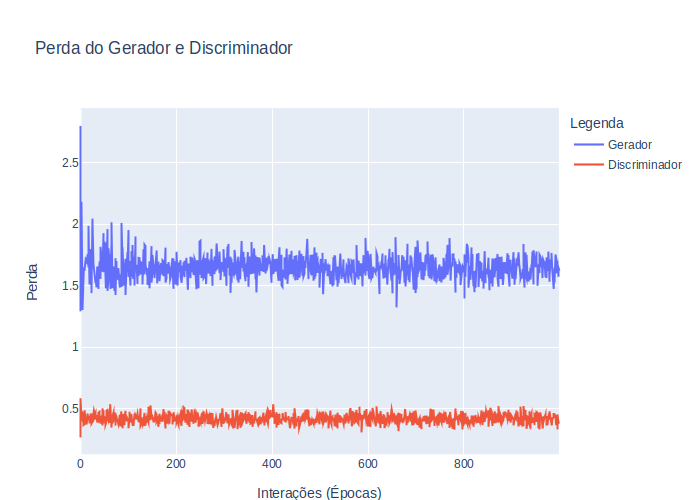 Perda do Gerador e Discriminador
Legenda
Gerador
Discriminador
Perda
2.5
2
1.5
1
0.5
0
200
400
600
800
Interações (Épocas)